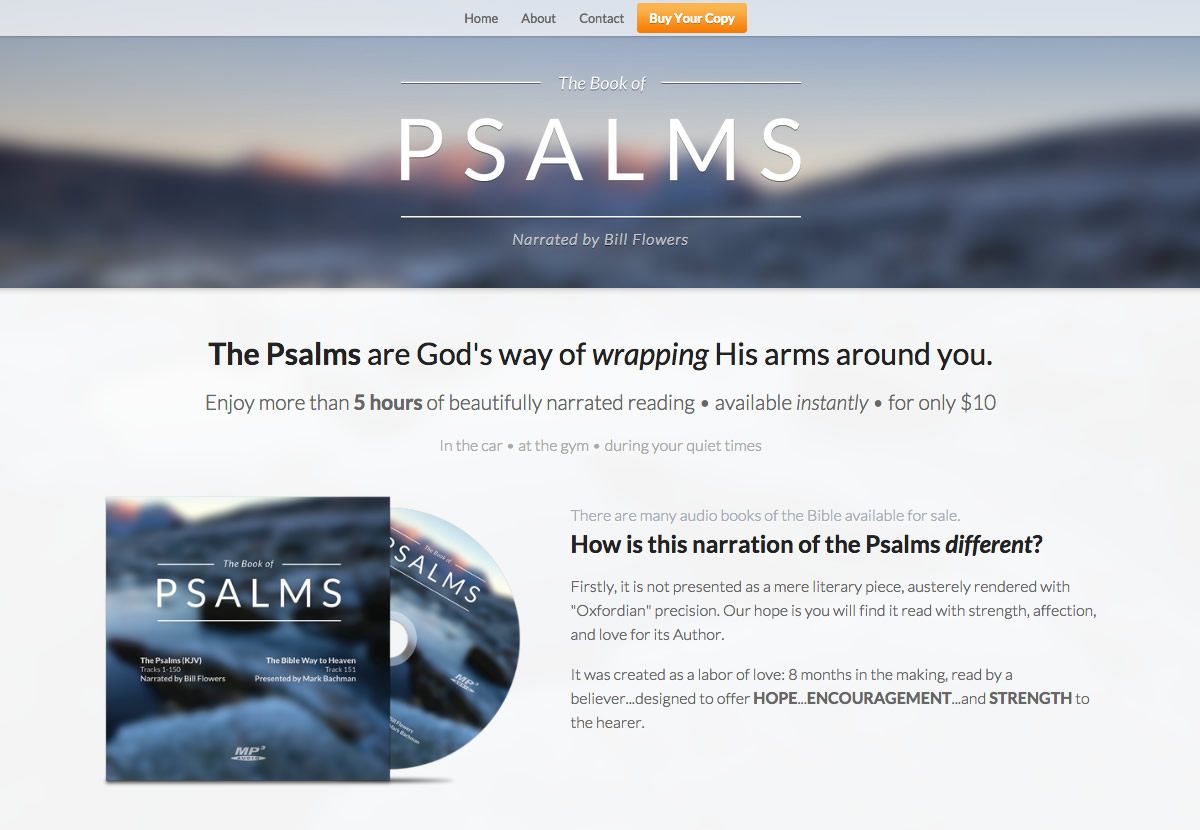 Home About Contact Buy Your Copy
The Book of
PSALMS
Narrated by Bill Flowers
The Psalms are God's way of wrapping His arms around you.
Enjoy more than 5 hours of beautifully narrated reading • available instantly • for only $10
In the car • at the gym • during your quiet times
The Book of
PSALMS
The Psalms (KJV)
Tracks 1-150
Narrated by Bill Flowers
The Bible Way to Heaven
Track 151
Presented by Mark Bachman
MP3
AUDIO
The Book of
PSALMS
MP3
AUDIO
Bill Flowers
Mark Bachman
There are many audio books of the Bible available for sale.
How is this narration of the Psalms different?
Firstly, it is not presented as a mere literary piece, austerely rendered with
"Oxfordian" precision. Our hope is you will find it read with strength, affection,
and love for its Author.
It was created as a labor of love: 8 months in the making, read by a
believer...designed to offer HOPE...ENCOURAGEMENT...and STRENGTH to
the hearer.